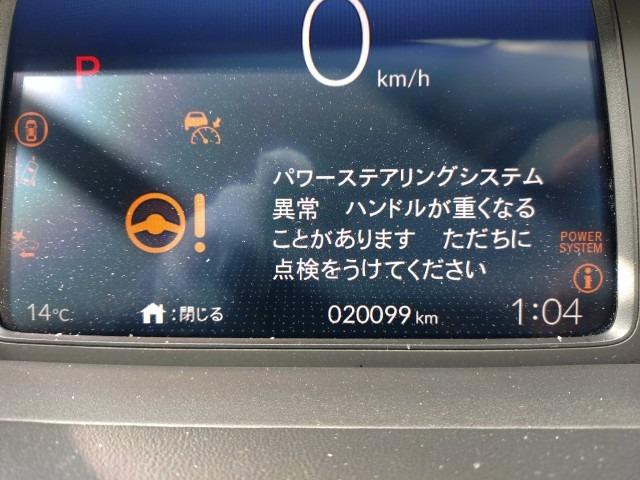 0 km/h
P
パワーステアリングシステム
異常　ハンドルが重くなる
ことがあります　ただちに
点検をうけてください
POWER
SYSTEM
14℃
:閉じる
020099 km
1:04